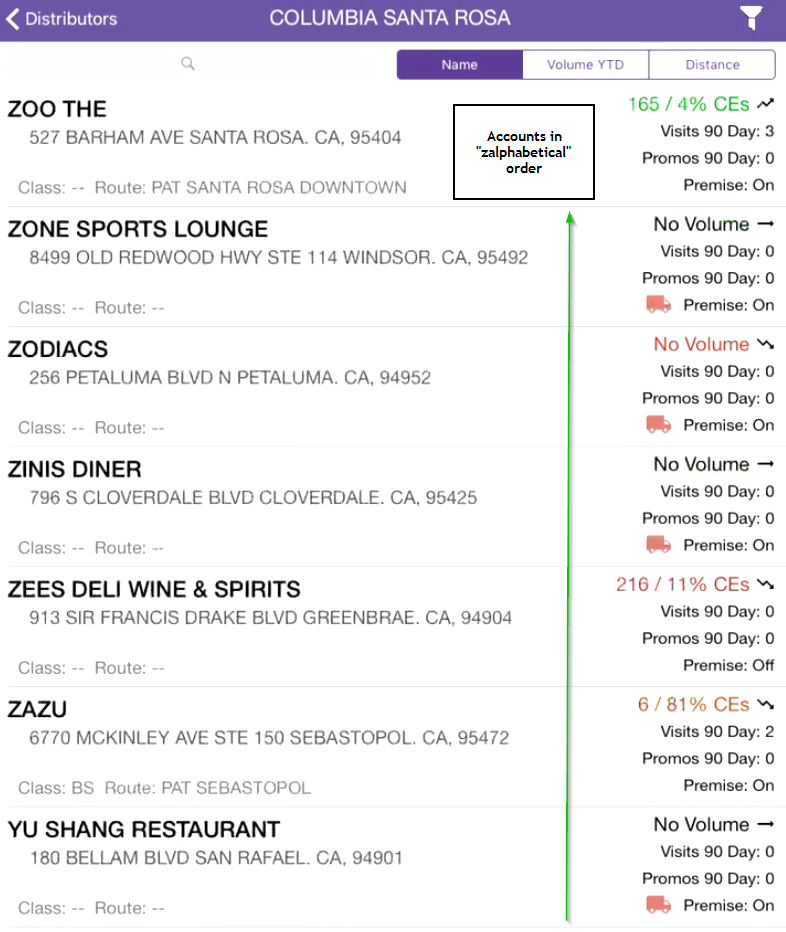 Distributors
COLUMBIA SANTA ROSA
Name
Volume YTD
Distance
Accounts in
"zalphabetical"
order
ZOO THE
165 / 4% CEs
527 BARHAM AVE SANTA ROSA. CA, 95404
Visits 90 Day: 3
Promos 90 Day: 0
Class: -- Route: PAT SANTA ROSA DOWNTOWN
Premise: On
ZONE SPORTS LOUNGE
No Volume
8499 OLD REDWOOD HWY STE 114 WINDSOR. CA, 95492
Visits 90 Day: 0
Promos 90 Day: 0
Class: -- Route: --
Premise: On
ZODIACS
No Volume
256 PETALUMA BLVD N PETALUMA. CA, 94952
Visits 90 Day: 0
Promos 90 Day: 0
Class: -- Route: --
Premise: On
ZINIS DINER
No Volume
796 S CLOVERDALE BLVD CLOVERDALE. CA, 95425
Visits 90 Day: 0
Promos 90 Day: 0
Class: -- Route: --
Premise: On
ZEES DELI WINE & SPIRITS
216 / 11% CEs
913 SIR FRANCIS DRAKE BLVD GREENBRAE. CA, 94904
Visits 90 Day: 0
Promos 90 Day: 0
Class: -- Route: --
Premise: Off
ZAZU
6 / 81% CEs
6770 MCKINLEY AVE STE 150 SEBASTOPOL. CA, 95472
Visits 90 Day: 2
Promos 90 Day: 0
Class: BS Route: PAT SEBASTOPOL
Premise: On
YU SHANG RESTAURANT
No Volume
180 BELLAM BLVD SAN RAFAEL. CA, 94901
Visits 90 Day: 0
Promos 90 Day: 0
Class: -- Route: --
Premise: On